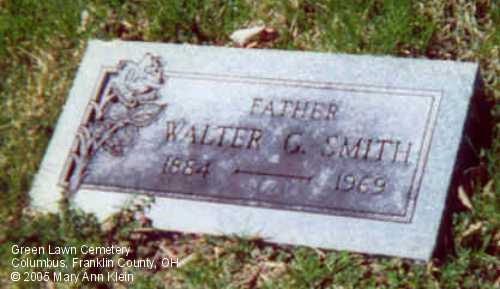 FATHER
WALTER G. SMITH
1884 — 1969
Green Lawn Cemetery
Columbus, Franklin County, OH
© 2005 Mary Ann Klein